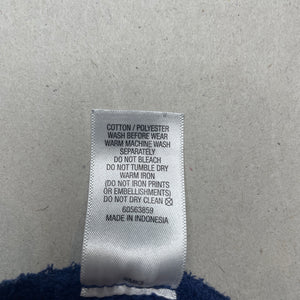 COTTON / POLYESTER
WASH BEFORE WEAR
WARM MACHINE WASH
SEPARATELY
DO NOT BLEACH
DO NOT TUMBLE DRY
WARM IRON
(DO NOT IRON PRINTS
OR EMBELLISHMENTS)
DO NOT DRY CLEAN
60563859
MADE IN INDONESIA